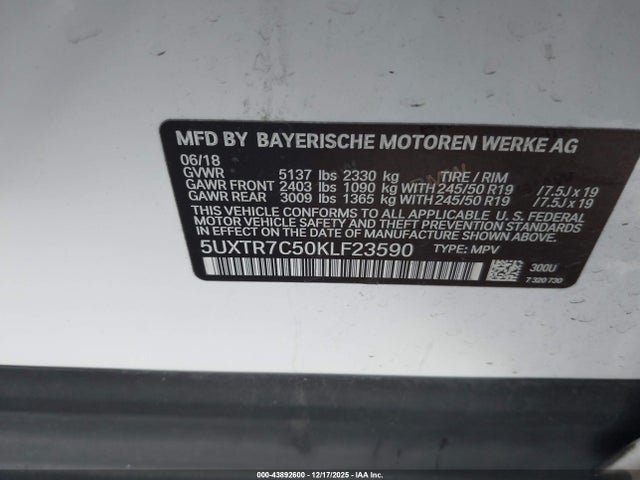 MFD BY BAYERISCHE MOTOREN WERKE AG
06/18
GVWR 5137 lbs 2330 kg TIRE / RIM
GAWR FRONT 2403 lbs 1090 kg WITH 245/50 R19 /7.5J x 19
GAWR REAR 3009 lbs 1365 kg WITH 245/50 R19 /7.5J x 19
THIS VEHICLE CONFORMS TO ALL APPLICABLE U. S. FEDERAL
MOTOR VEHICLE SAFETY, BUMPER, AND THEFT PREVENTION
STANDARDS IN EFFECT ON THE DATE OF MANUFACTURE
SHOWN ABOVE.
5UXTR7C50KLF23590 TYPE: MPV
300U
7 320 730
000-43892600 - 12/17/2025 - IAA Inc.